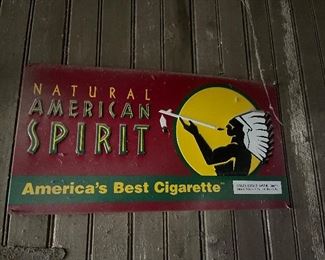 NATURAL
AMERICAN
SPIRIT
America's Best Cigarette™